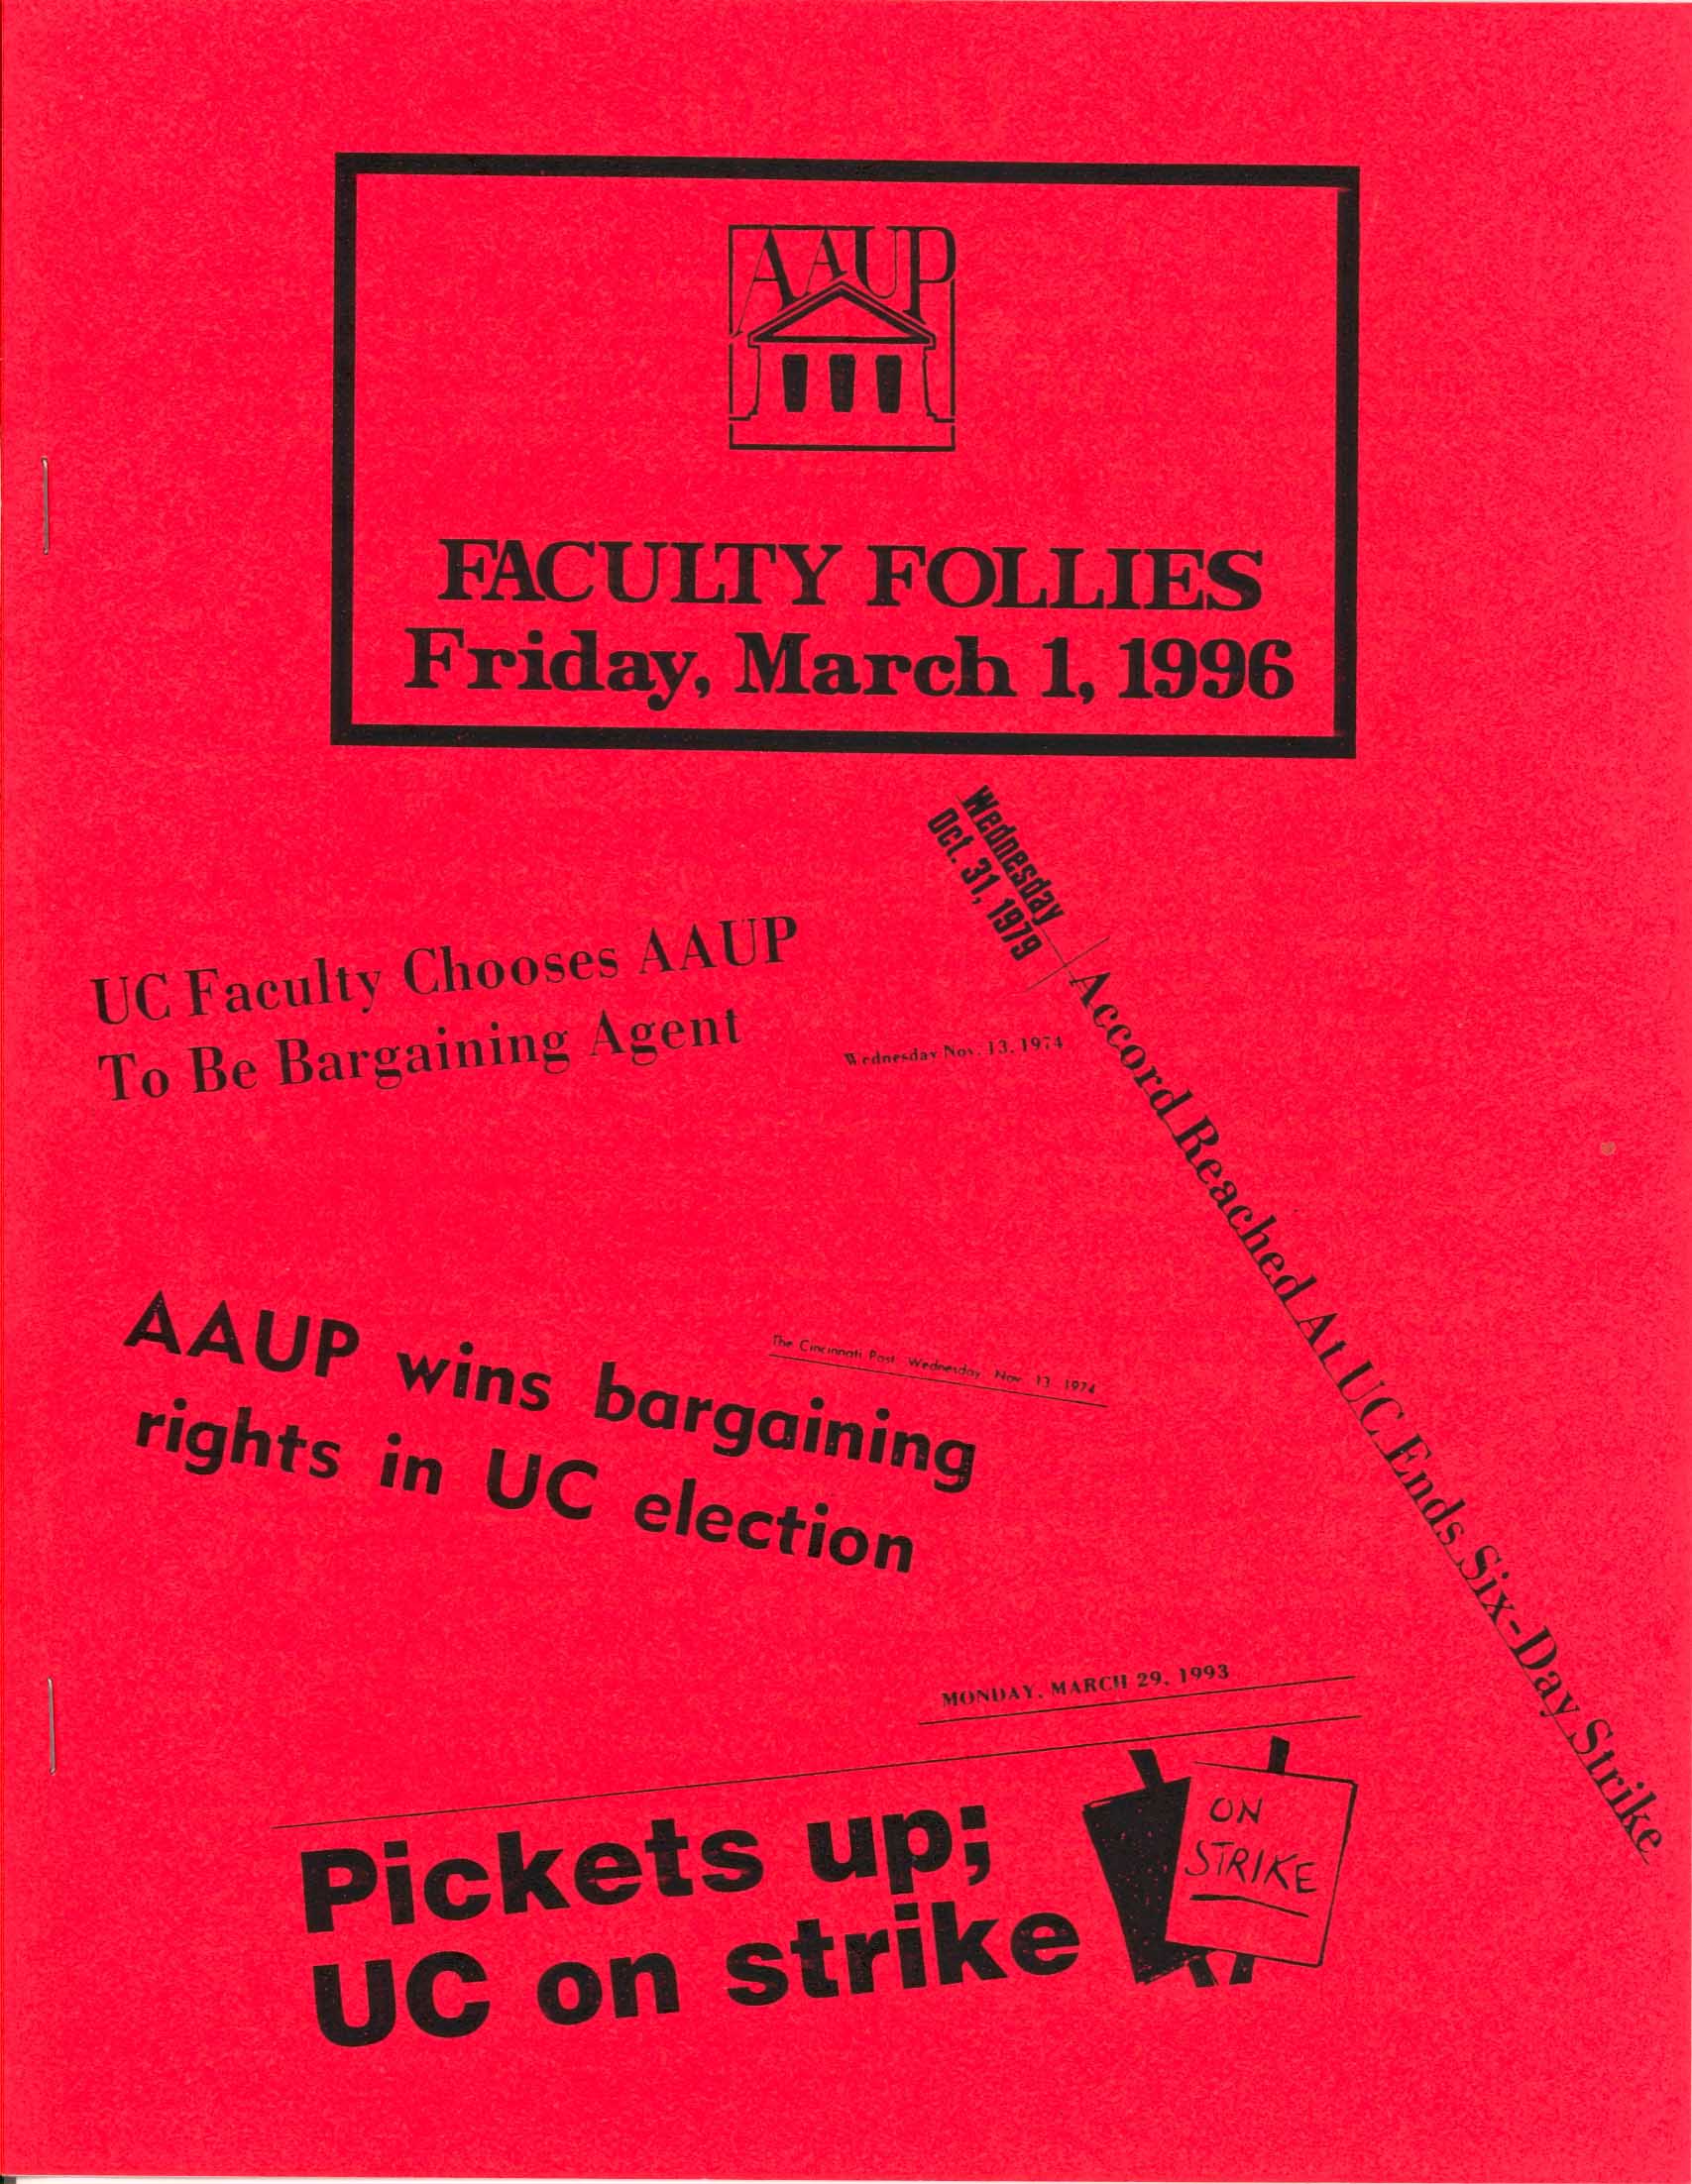 AAUP
FACULTY FOLLIES
Friday, March 1, 1996
Wednesday
Oct. 31, 1979
Accord Reached At UC Ends Six-Day Strike
UC Faculty Chooses AAUP
To Be Bargaining Agent
Wednesday Nov. 13, 1974
The Cincinnati Post Wednesday Nov 13 1974
AAUP wins bargaining
rights in UC election
MONDAY, MARCH 29, 1993
Pickets up;
UC on strike
ON
STRIKE